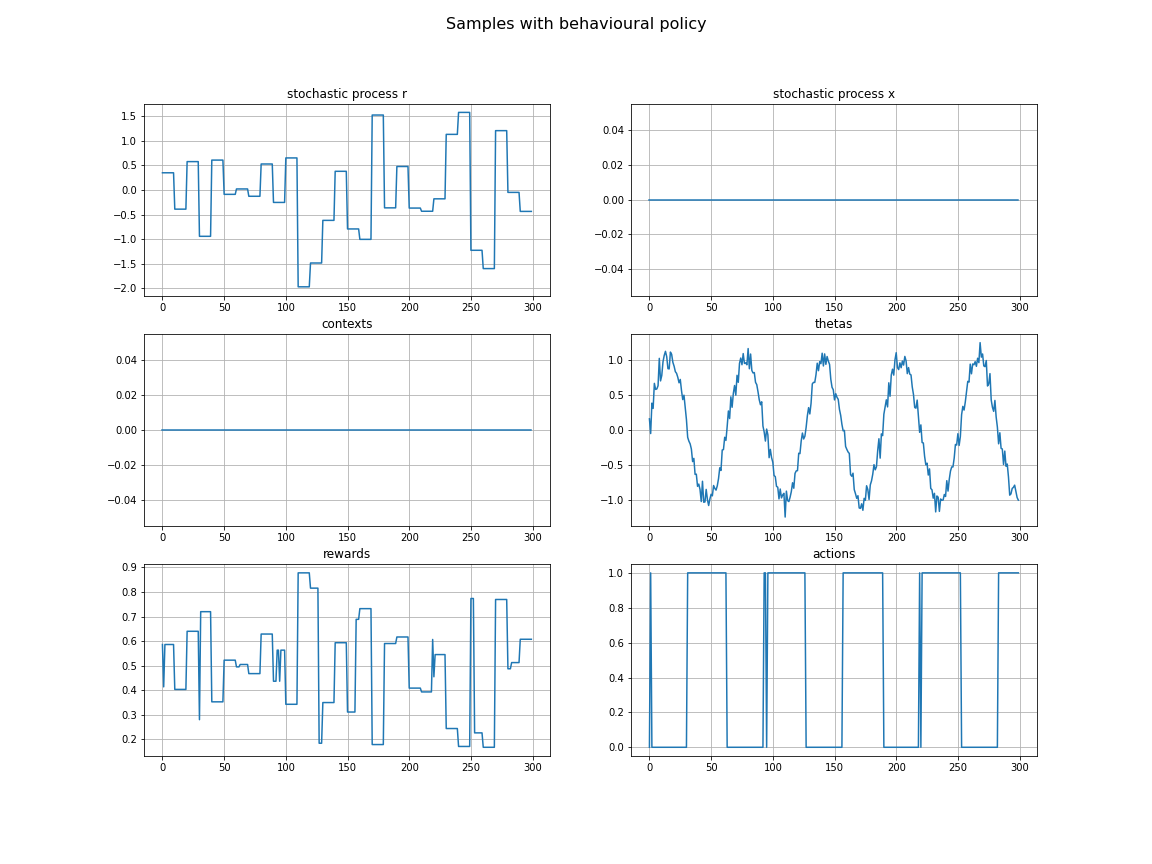 Samples with behavioural policy
stochastic process r
1.5
1.0
0.5
0.0
−0.5
−1.0
−1.5
−2.0
0 50 100 150 200 250 300
stochastic process x
0.04
0.02
0.00
−0.02
−0.04
0 50 100 150 200 250 300
contexts
0.04
0.02
0.00
−0.02
−0.04
0 50 100 150 200 250 300
thetas
1.0
0.5
0.0
−0.5
−1.0
0 50 100 150 200 250 300
rewards
0.9
0.8
0.7
0.6
0.5
0.4
0.3
0.2
0 50 100 150 200 250 300
actions
1.0
0.8
0.6
0.4
0.2
0.0
0 50 100 150 200 250 300